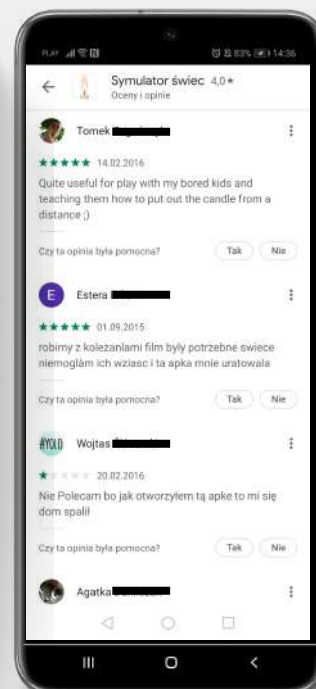 PLAY 83% 14:36
Symulator świec 4,0★
Oceny i opinie
Tomek
14.02.2016
Quite useful for play with my bored kids and
teaching them how to put out the candle from a
distance ;)
Czy ta opinia była pomocna? Tak Nie
E Estera
01.09.2015
robimy z kolezanlami film byly potrzebne swiece
niemoglàm ich wziasc i ta apka mnie uratowala
Czy ta opinia była pomocna? Tak Nie
#YOLO Wojtas
20.02.2016
Nie Polecam bo jak otworzyłem tą apke to mi się
dom spalił
Czy ta opinia była pomocna? Tak Nie
Agatka